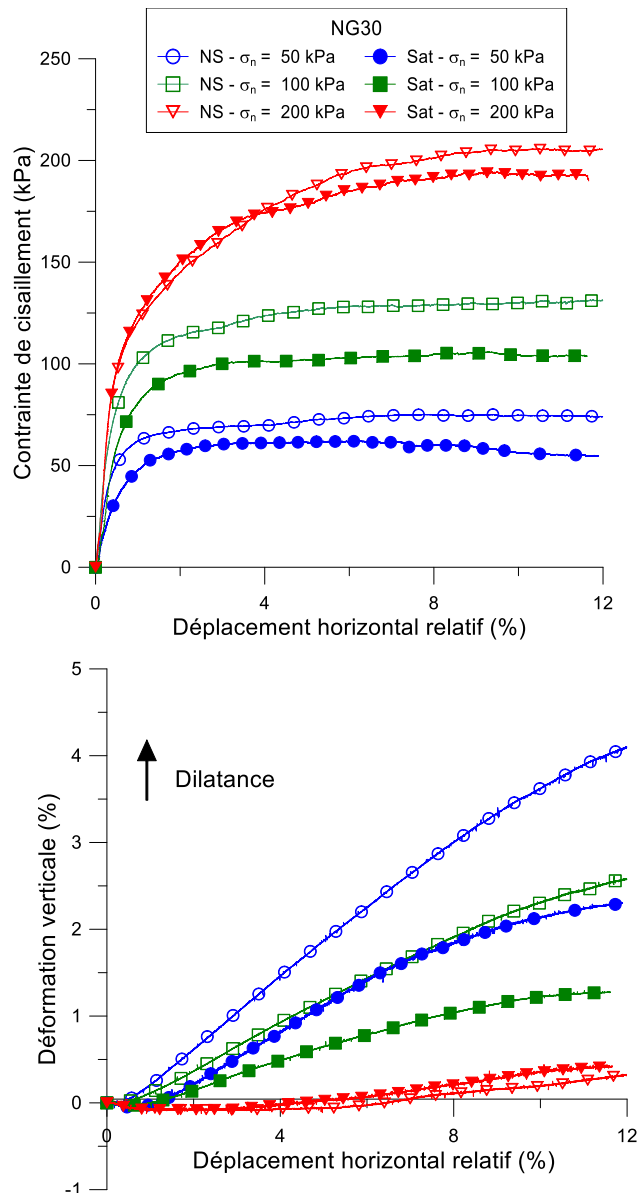 NG30
NS - σn = 50 kPa Sat - σn = 50 kPa
NS - σn = 100 kPa Sat - σn = 100 kPa
NS - σn = 200 kPa Sat - σn = 200 kPa
250
200
150
100
50
0
Contrainte de cisaillement (kPa)
0 4 8 12
Déplacement horizontal relatif (%)
5
4
3
2
1
0
-1
Déformation verticale (%)
Dilatance
0 4 8 12
Déplacement horizontal relatif (%)